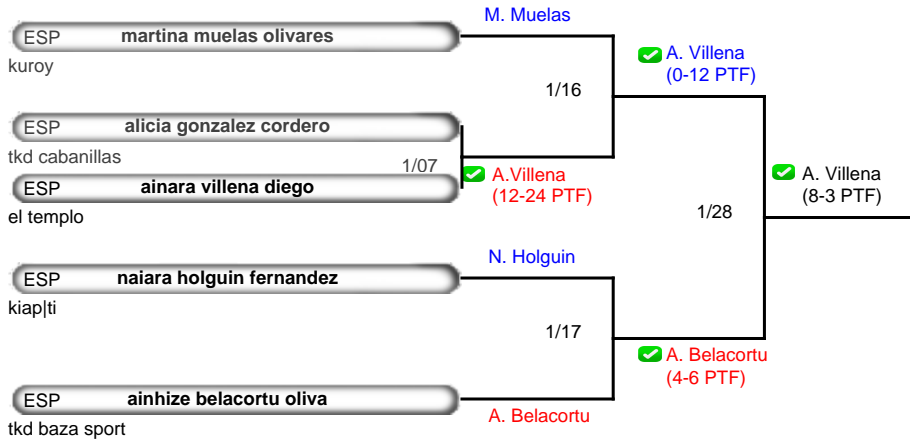 M. Muelas
ESP martina muelas olivares
kuroy
A. Villena
(0-12 PTF)
1/16
ESP alicia gonzalez cordero
tkd cabanillas
1/07
A.Villena
(12-24 PTF)
ESP ainara villena diego
el templo
A. Villena
(8-3 PTF)
1/28
N. Holguin
ESP naiara holguin fernandez
kiap|ti
1/17
A. Belacortu
(4-6 PTF)
ESP ainhize belacortu oliva
A. Belacortu
tkd baza sport